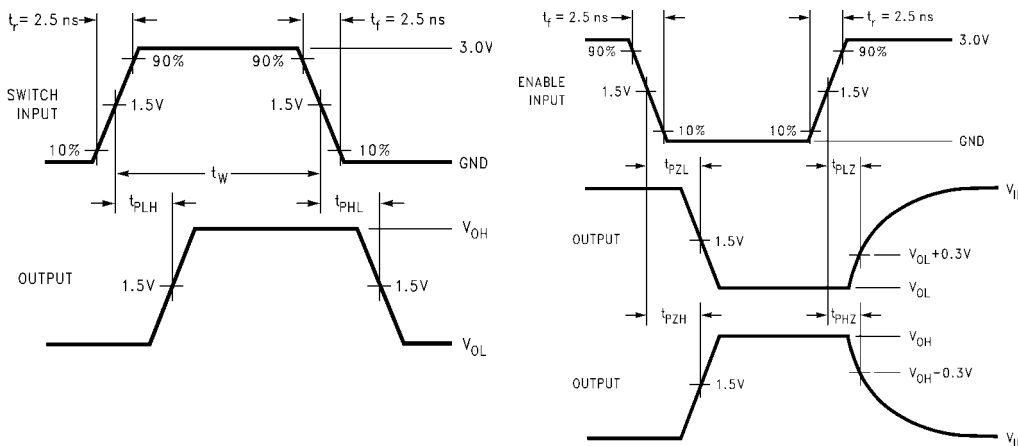 tr = 2.5 ns
tf = 2.5 ns
3.0V
90%
90%
SWITCH
INPUT
1.5V
1.5V
10%
10%
GND
tW
tPLH
tPHL
VOH
OUTPUT
1.5V
1.5V
VOL
tf = 2.5 ns
tr = 2.5 ns
3.0V
90%
90%
ENABLE
INPUT
1.5V
1.5V
10%
10%
GND
tPZL
tPLZ
OUTPUT
1.5V
VOL+0.3V
VOL
tPZH
tPHZ
VOH
VOH−0.3V
OUTPUT
1.5V